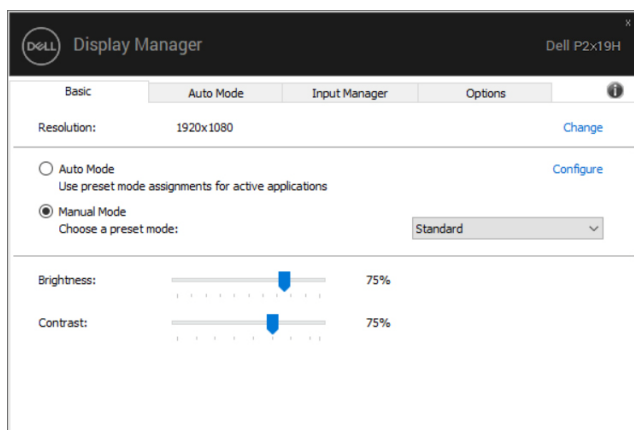 x
DELL Display Manager Dell P2x19H
Basic Auto Mode Input Manager Options
Resolution: 1920x1080 Change
Auto Mode Configure
Use preset mode assignments for active applications
Manual Mode
Choose a preset mode: Standard
Brightness: 75%
Contrast: 75%